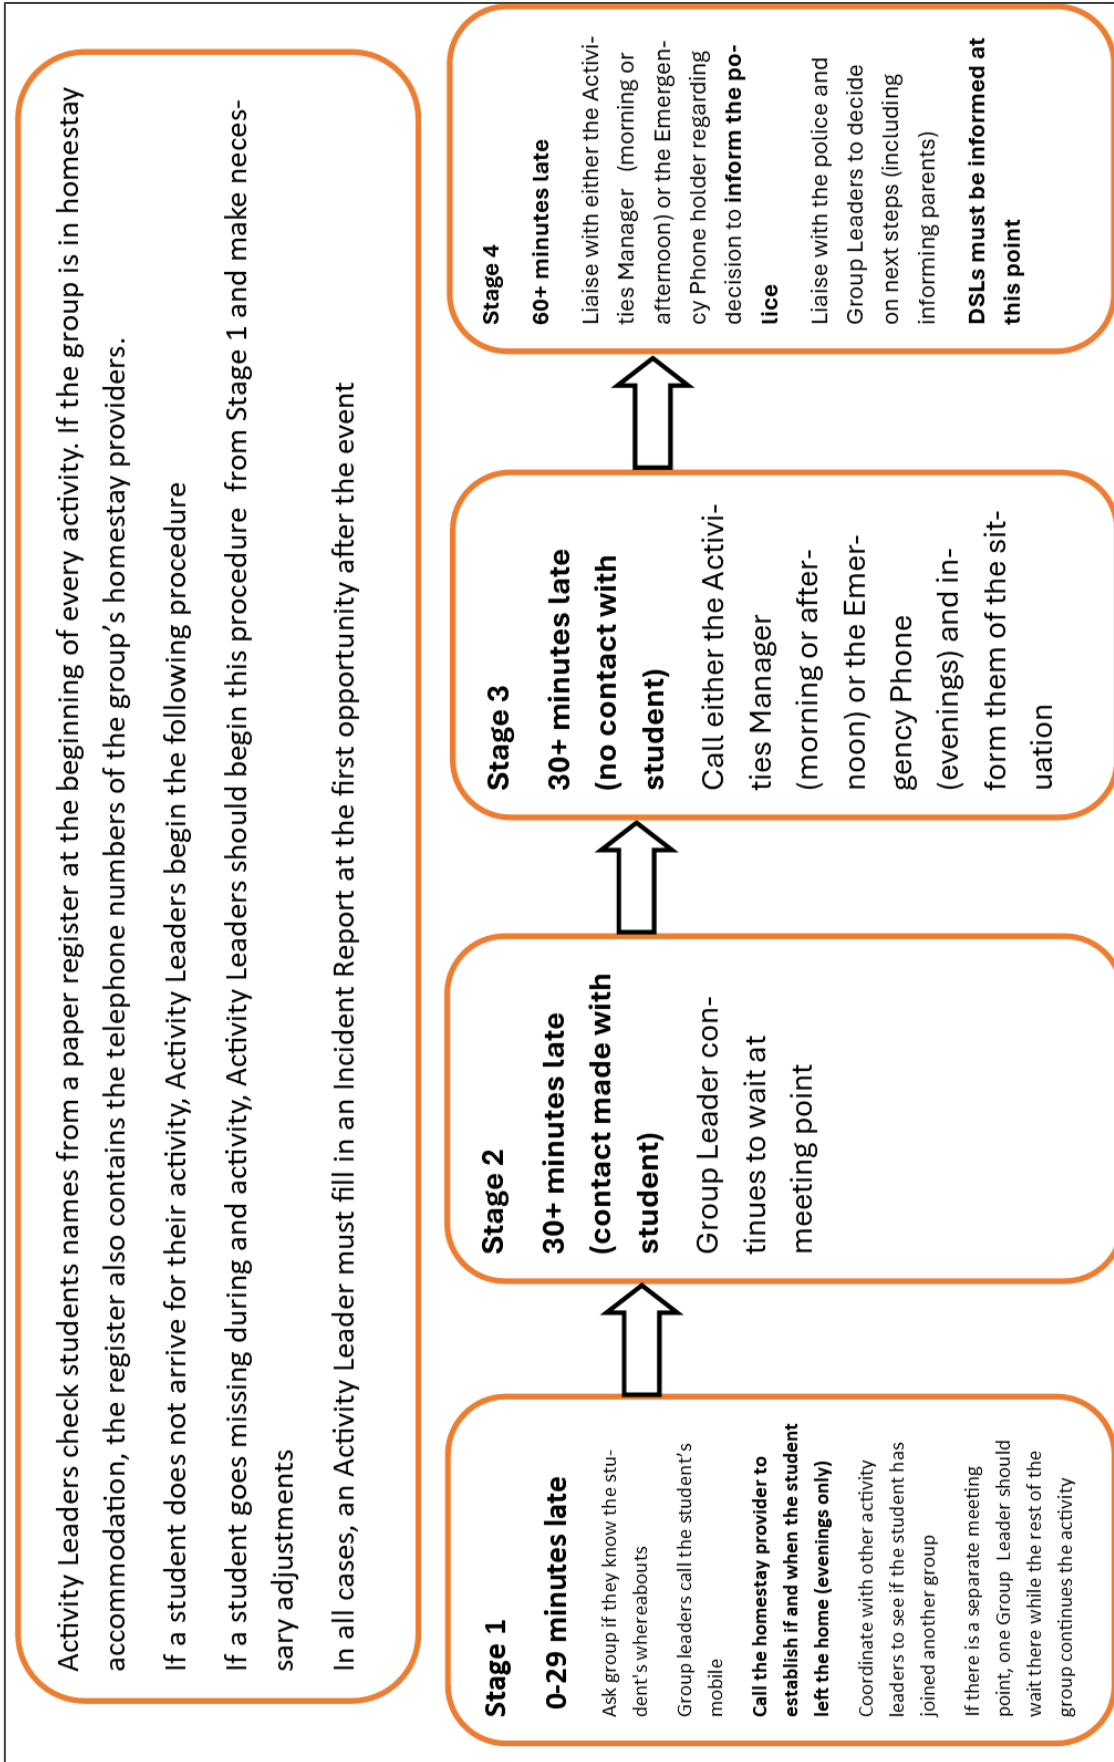 Activity Leaders check students names from a paper register at the beginning of every activity. If the group is in homestay
accommodation, the register also contains the telephone numbers of the group's homestay providers.
If a student does not arrive for their activity, Activity Leaders begin the following procedure
If a student goes missing during and activity, Activity Leaders should begin this procedure from Stage 1 and make neces-
sary adjustments
In all cases, an Activity Leader must fill in an Incident Report at the first opportunity after the event
Stage 1
0-29 minutes late
Ask group if they know the stu-
dent's whereabouts
Group leaders call the student's
mobile
Call the homestay provider to
establish if and when the student
left the home (evenings only)
Coordinate with other activity
leaders to see if the student has
joined another group
If there is a separate meeting
point, one Group Leader should
wait there while the rest of the
group continues the activity
Stage 2
30+ minutes late
(contact made with
student)
Group Leader con-
tinues to wait at
meeting point
Stage 3
30+ minutes late
(no contact with
student)
Call either the Activi-
ties Manager
(morning or after-
noon) or the Emer-
gency Phone
(evenings) and in-
form them of the sit-
uation
Stage 4
60+ minutes late
Liaise with either the Activi-
ties Manager (morning or
afternoon) or the Emergen-
cy Phone holder regarding
decision to inform the po-
lice
Liaise with the police and
Group Leaders to decide
on next steps (including
informing parents)
DSLs must be informed at
this point